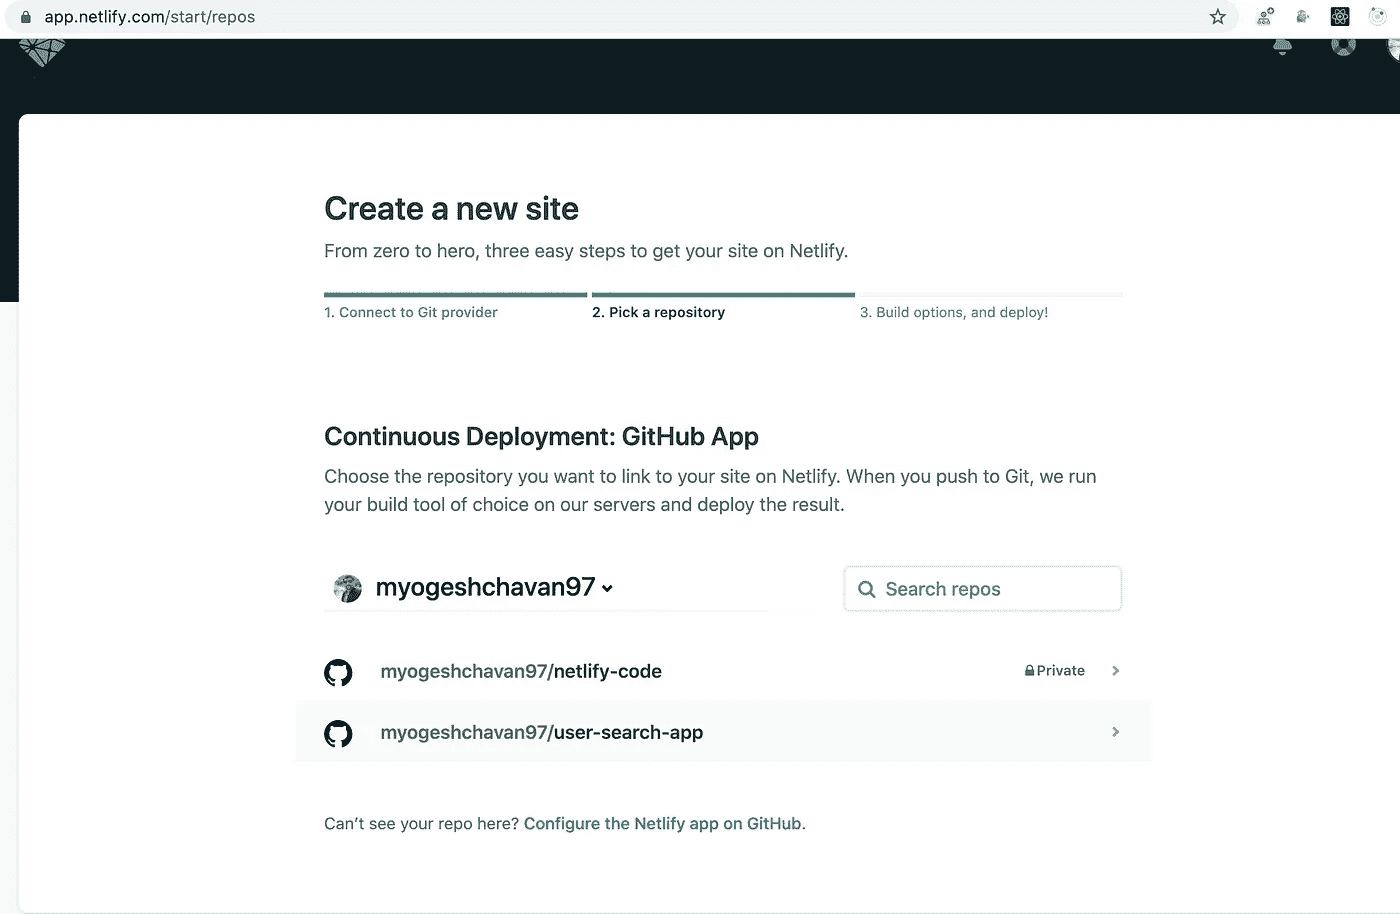 app.netlify.com/start/repos
Create a new site
From zero to hero, three easy steps to get your site on Netlify.
1. Connect to Git provider
2. Pick a repository
3. Build options, and deploy!
Continuous Deployment: GitHub App
Choose the repository you want to link to your site on Netlify. When you push to Git, we run
your build tool of choice on our servers and deploy the result.
myogeshchavan97
Search repos
myogeshchavan97/netlify-code
Private
myogeshchavan97/user-search-app
Can’t see your repo here? Configure the Netlify app on GitHub.